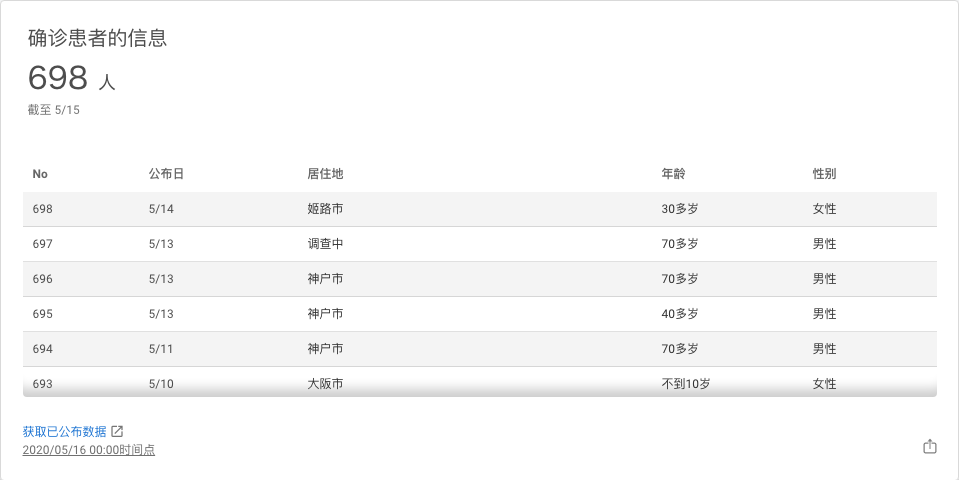 确诊患者的信息
698 人
截至 5/15
No 公布日 居住地 年龄 性别
698 5/14 姬路市 30多岁 女性
697 5/13 调查中 70多岁 男性
696 5/13 神户市 70多岁 男性
695 5/13 神户市 40多岁 男性
694 5/11 神户市 70多岁 男性
693 5/10 大阪市 不到10岁 女性
获取已公布数据
2020/05/16 00:00时间点